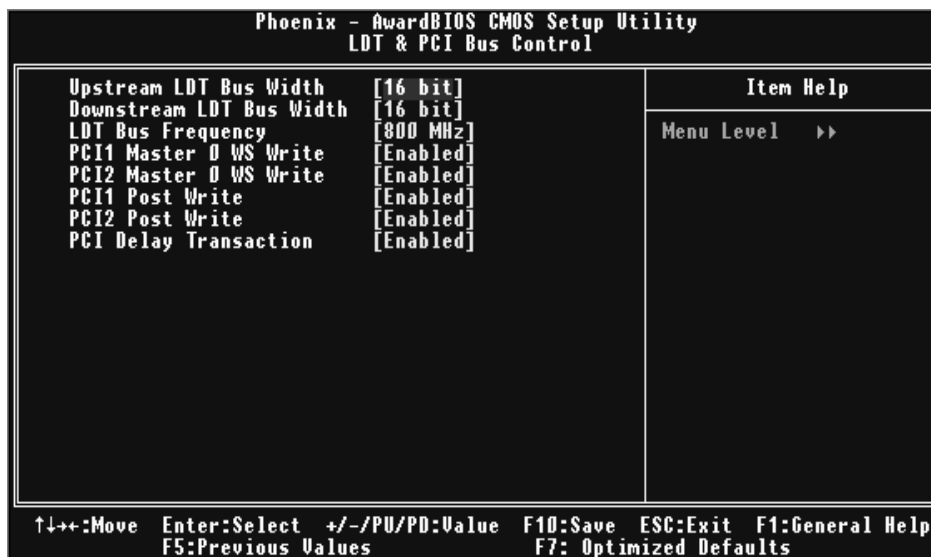 Phoenix - AwardBIOS CMOS Setup Utility
LDT & PCI Bus Control
Upstream LDT Bus Width [16 bit]
Downstream LDT Bus Width [16 bit]
LDT Bus Frequency [800 MHz]
PCI1 Master 0 WS Write [Enabled]
PCI2 Master 0 WS Write [Enabled]
PCI1 Post Write [Enabled]
PCI2 Post Write [Enabled]
PCI Delay Transaction [Enabled]
Item Help
Menu Level ▸▸
↑↓→←:Move Enter:Select +/-/PU/PD:Value F10:Save ESC:Exit F1:General Help
F5:Previous Values F7: Optimized Defaults